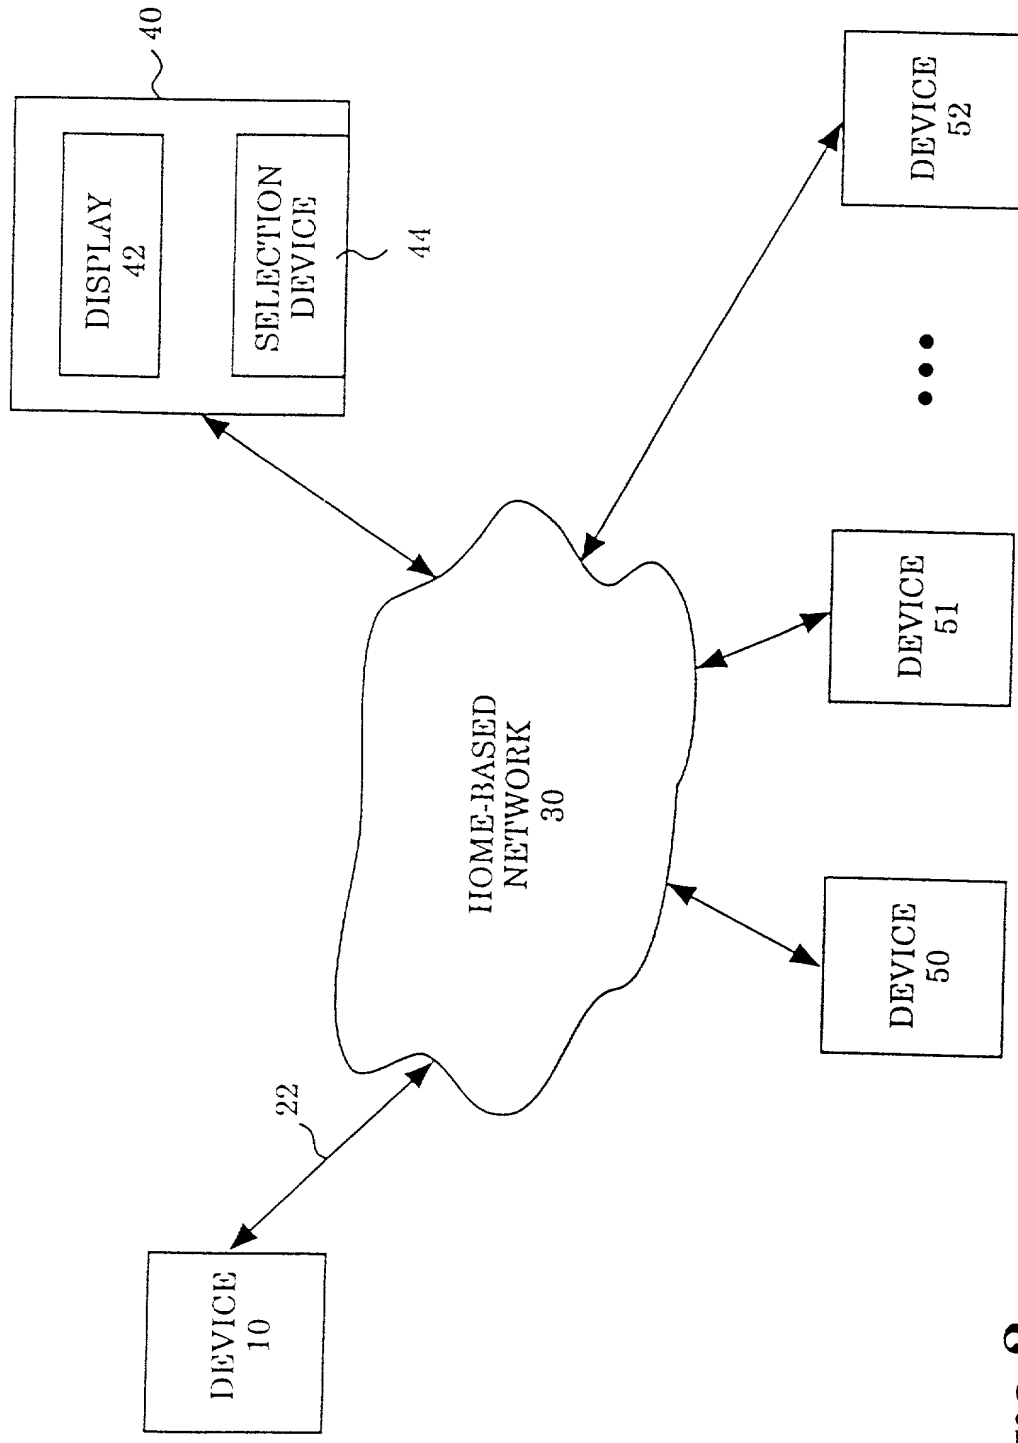 40
DISPLAY
42
SELECTION
DEVICE
44
22
DEVICE
10
HOME-BASED
NETWORK
30
DEVICE
50
DEVICE
51
DEVICE
52